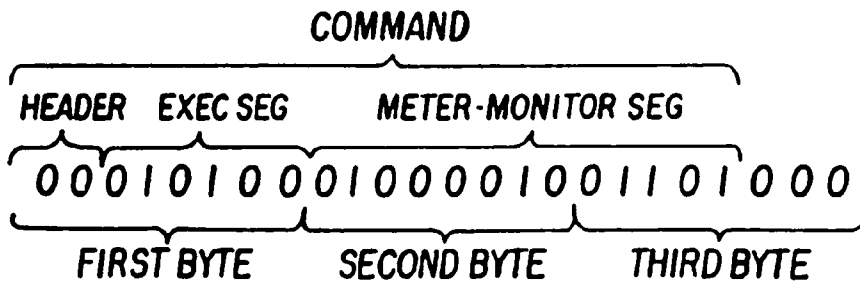 COMMAND
HEADER EXEC SEG METER-MONITOR SEG
0 0 0 1 0 1 0 0 0 1 0 0 0 0 1 0 0 1 1 0 1 0 0 0
FIRST BYTE SECOND BYTE THIRD BYTE